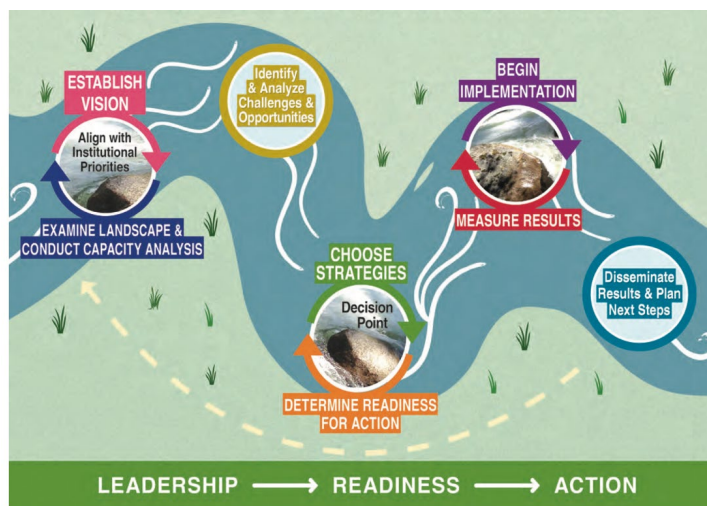 ESTABLISH
VISION
Align with
Institutional
Priorities
EXAMINE LANDSCAPE &
CONDUCT CAPACITY ANALYSIS
Identify
& Analyze
Challenges &
Opportunities
CHOOSE
STRATEGIES
Decision
Point
DETERMINE READINESS
FOR ACTION
BEGIN
IMPLEMENTATION
MEASURE RESULTS
Disseminate
Results & Plan
Next Steps
LEADERSHIP → READINESS → ACTION